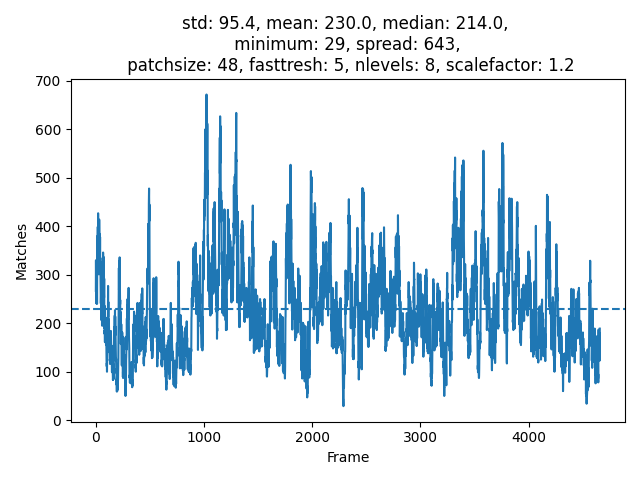 std: 95.4, mean: 230.0, median: 214.0,
minimum: 29, spread: 643,
patchsize: 48, fasttresh: 5, nlevels: 8, scalefactor: 1.2
700
600
500
400
300
200
100
0
Matches
0 1000 2000 3000 4000
Frame